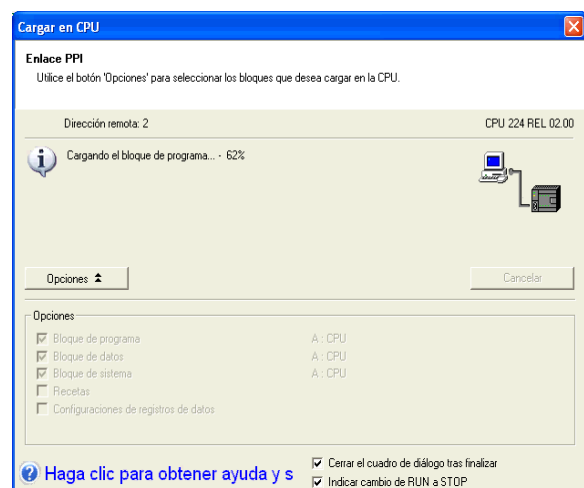 Cargar en CPU
Enlace PPI
Utilice el botón 'Opciones' para seleccionar los bloques que desea cargar en la CPU.
Dirección remota: 2 CPU 224 REL 02.00
Cargando el bloque de programa... - 62%
Opciones Cancelar
Opciones
Bloque de programa A : CPU
Bloque de datos A : CPU
Bloque de sistema A : CPU
Recetas
Configuraciones de registros de datos
Haga clic para obtener ayuda y s
Cerrar el cuadro de diálogo tras finalizar
Indicar cambio de RUN a STOP